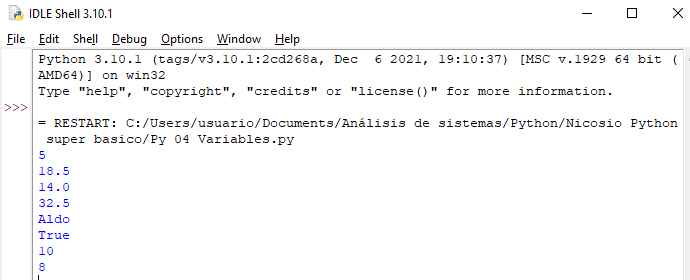 IDLE Shell 3.10.1
File Edit Shell Debug Options Window Help
Python 3.10.1 (tags/v3.10.1:2cd268a, Dec  6 2021, 19:10:37) [MSC v.1929 64 bit (
AMD64)] on win32
Type "help", "copyright", "credits" or "license()" for more information.
>>>
= RESTART: C:/Users/usuario/Documents/Análisis de sistemas/Python/Nicosio Python
 super basico/Py 04 Variables.py
5
18.5
14.0
32.5
Aldo
True
10
8